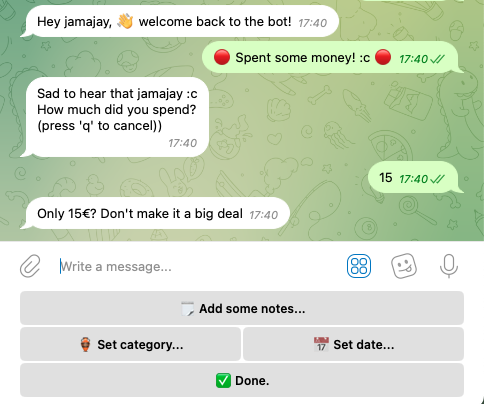 Hey jamajay, 👋 welcome back to the bot! 17:40
🔴 Spent some money! :c 🔴 17:40
Sad to hear that jamajay :c
How much did you spend?
(press 'q' to cancel))
17:40
15 17:40
Only 15€? Don't make it a big deal 17:40
Write a message...
Add some notes...
Set category...
Set date...
✅ Done.